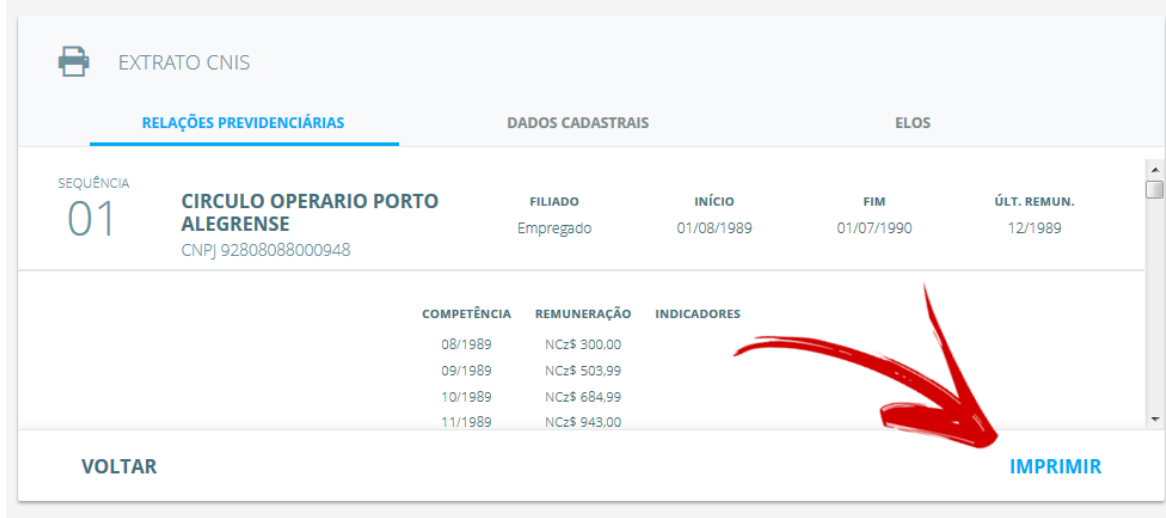 EXTRATO CNIS
RELAÇÕES PREVIDENCIÁRIAS DADOS CADASTRAIS ELOS
SEQUÊNCIA
01
CIRCULO OPERARIO PORTO
ALEGRENSE
CNPJ 92808088000948
FILIADO INÍCIO FIM ÚLT. REMUN.
Empregado 01/08/1989 01/07/1990 12/1989
COMPETÊNCIA REMUNERAÇÃO INDICADORES
08/1989 NCz$ 300,00
09/1989 NCz$ 503,99
10/1989 NCz$ 684,99
11/1989 NCz$ 943,00
VOLTAR IMPRIMIR